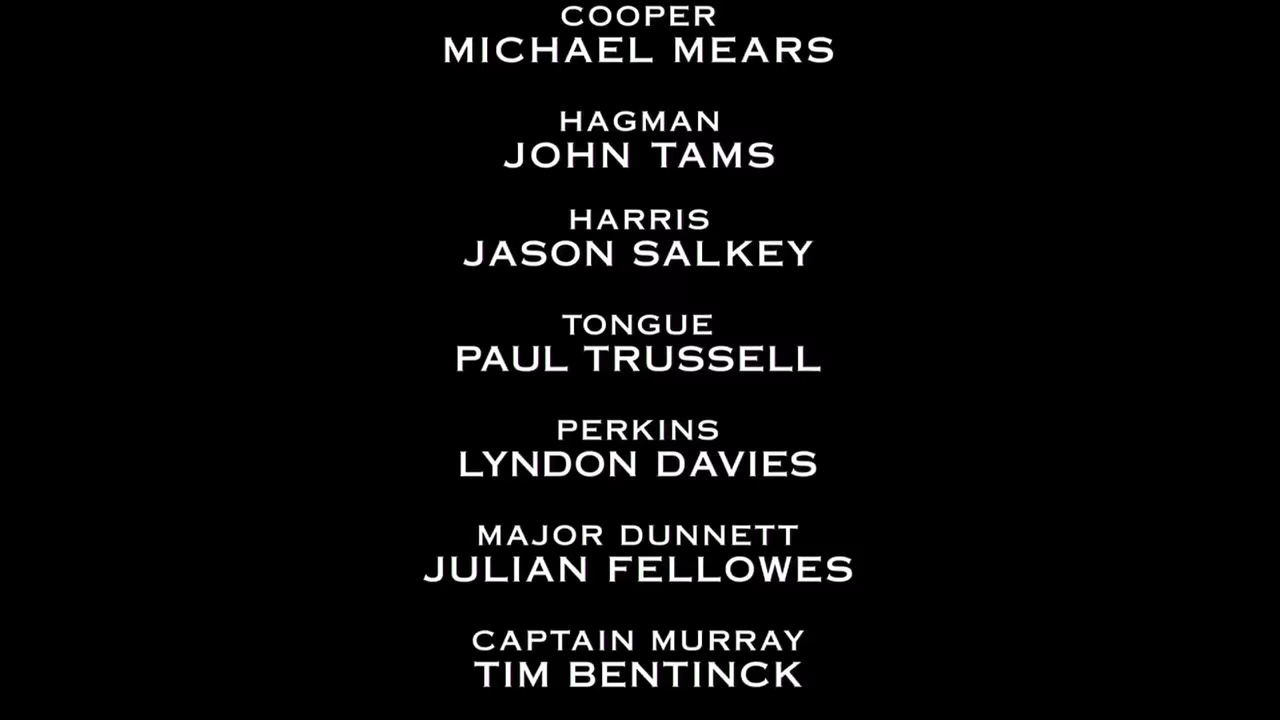 COOPER
MICHAEL MEARS
HAGMAN
JOHN TAMS
HARRIS
JASON SALKEY
TONGUE
PAUL TRUSSELL
PERKINS
LYNDON DAVIES
MAJOR DUNNETT
JULIAN FELLOWES
CAPTAIN MURRAY
TIM BENTINCK